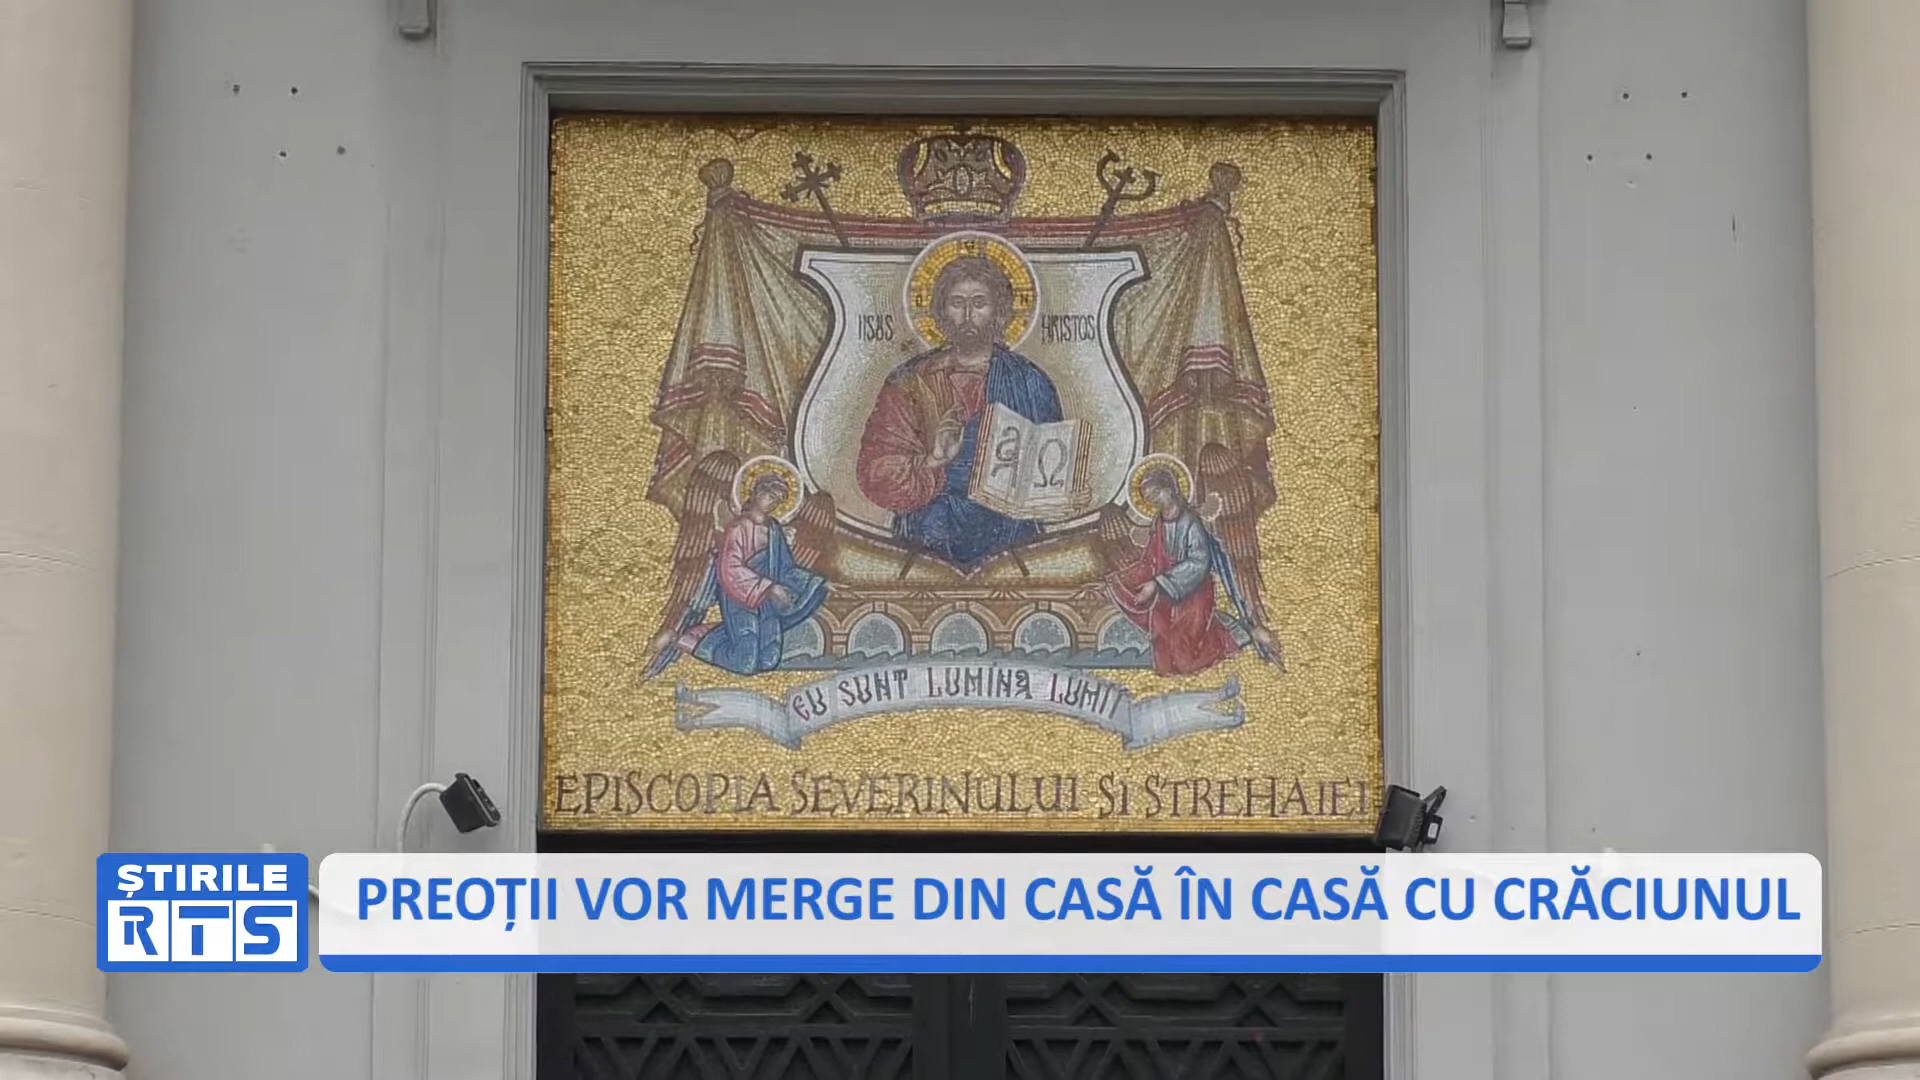 IISUS HRISTOS
a Ω
EU SUNT LUMINA LUMII
EPISCOPIA SEVERINULUI ȘI STREHAIEI
ȘTIRILE
RTS
PREOȚII VOR MERGE DIN CASĂ ÎN CASĂ CU CRĂCIUNUL